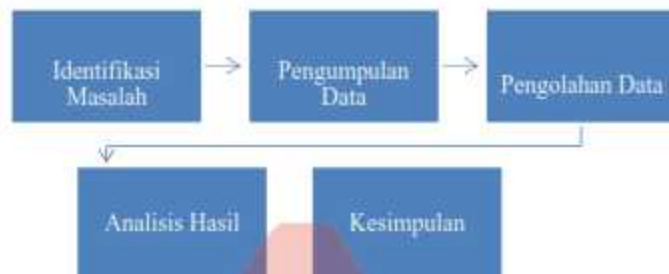 Identifikasi
Masalah
Pengumpulan
Data
Pengolahan Data
Analisis Hasil
Kesimpulan